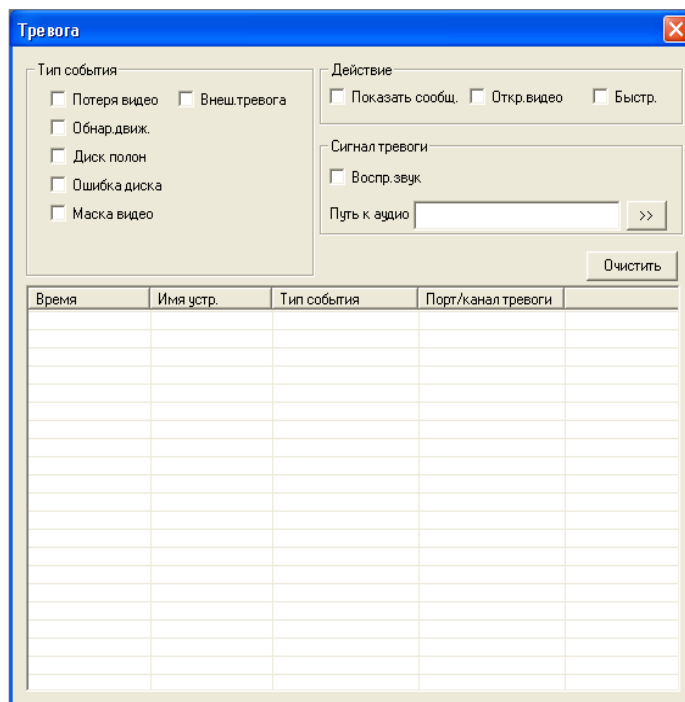 Тревога
Тип события
Потеря видео Внеш.тревога
Обнар.движ.
Диск полон
Ошибка диска
Маска видео
Действие
Показать сообщ. Откр.видео Быстр.
Сигнал тревоги
Воспр.звук
Путь к аудио >>
Очистить
Время Имя устр. Тип события Порт/канал тревоги